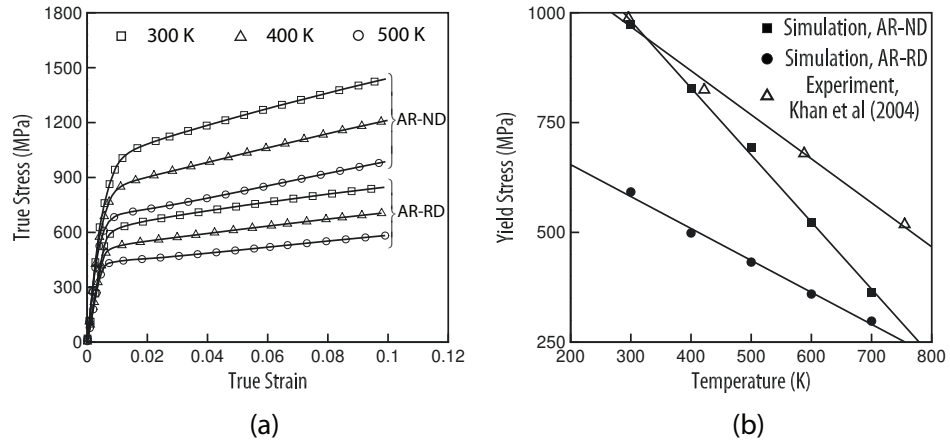 300 K 400 K 500 K
1800
1500
1200
900
600
300
0
AR-ND
AR-RD
True Stress (MPa)
0 0.02 0.04 0.06 0.08 0.1 0.12
True Strain
(a)
1000
750
500
250
Simulation, AR-ND
Simulation, AR-RD
Experiment,
Khan et al (2004)
Yield Stress (MPa)
200 300 400 500 600 700 800
Temperature (K)
(b)